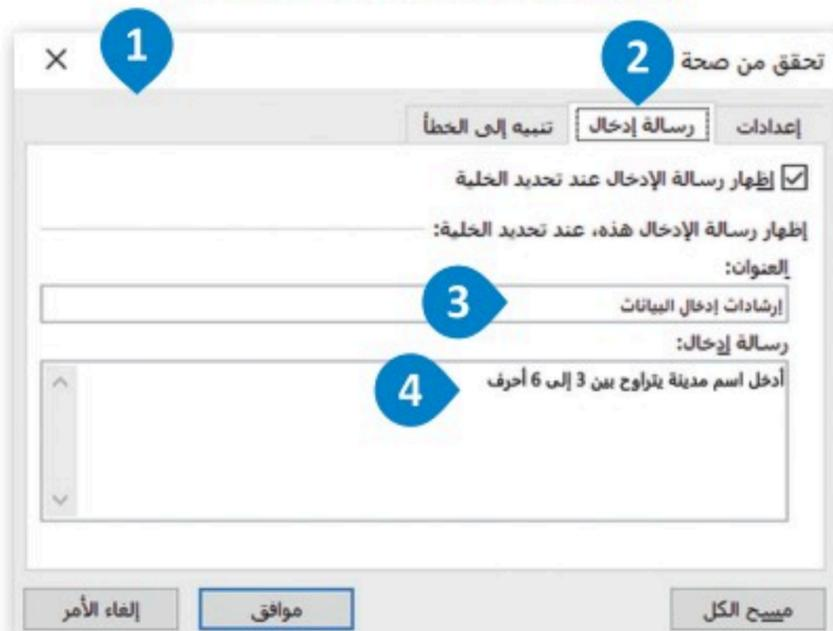 1
تحقق من صحة 2
إعدادات رسالة إدخال تنبيه إلى الخطأ
إظهار رسالة الإدخال عند تحديد الخلية
إظهار رسالة الإدخال هذه، عند تحديد الخلية:
العنوان:
إرشادات إدخال البيانات 3
رسالة إدخال:
أدخل اسم مدينة يتراوح بين 3 إلى 6 أحرف 4
مسح الكل موافق إلغاء الأمر